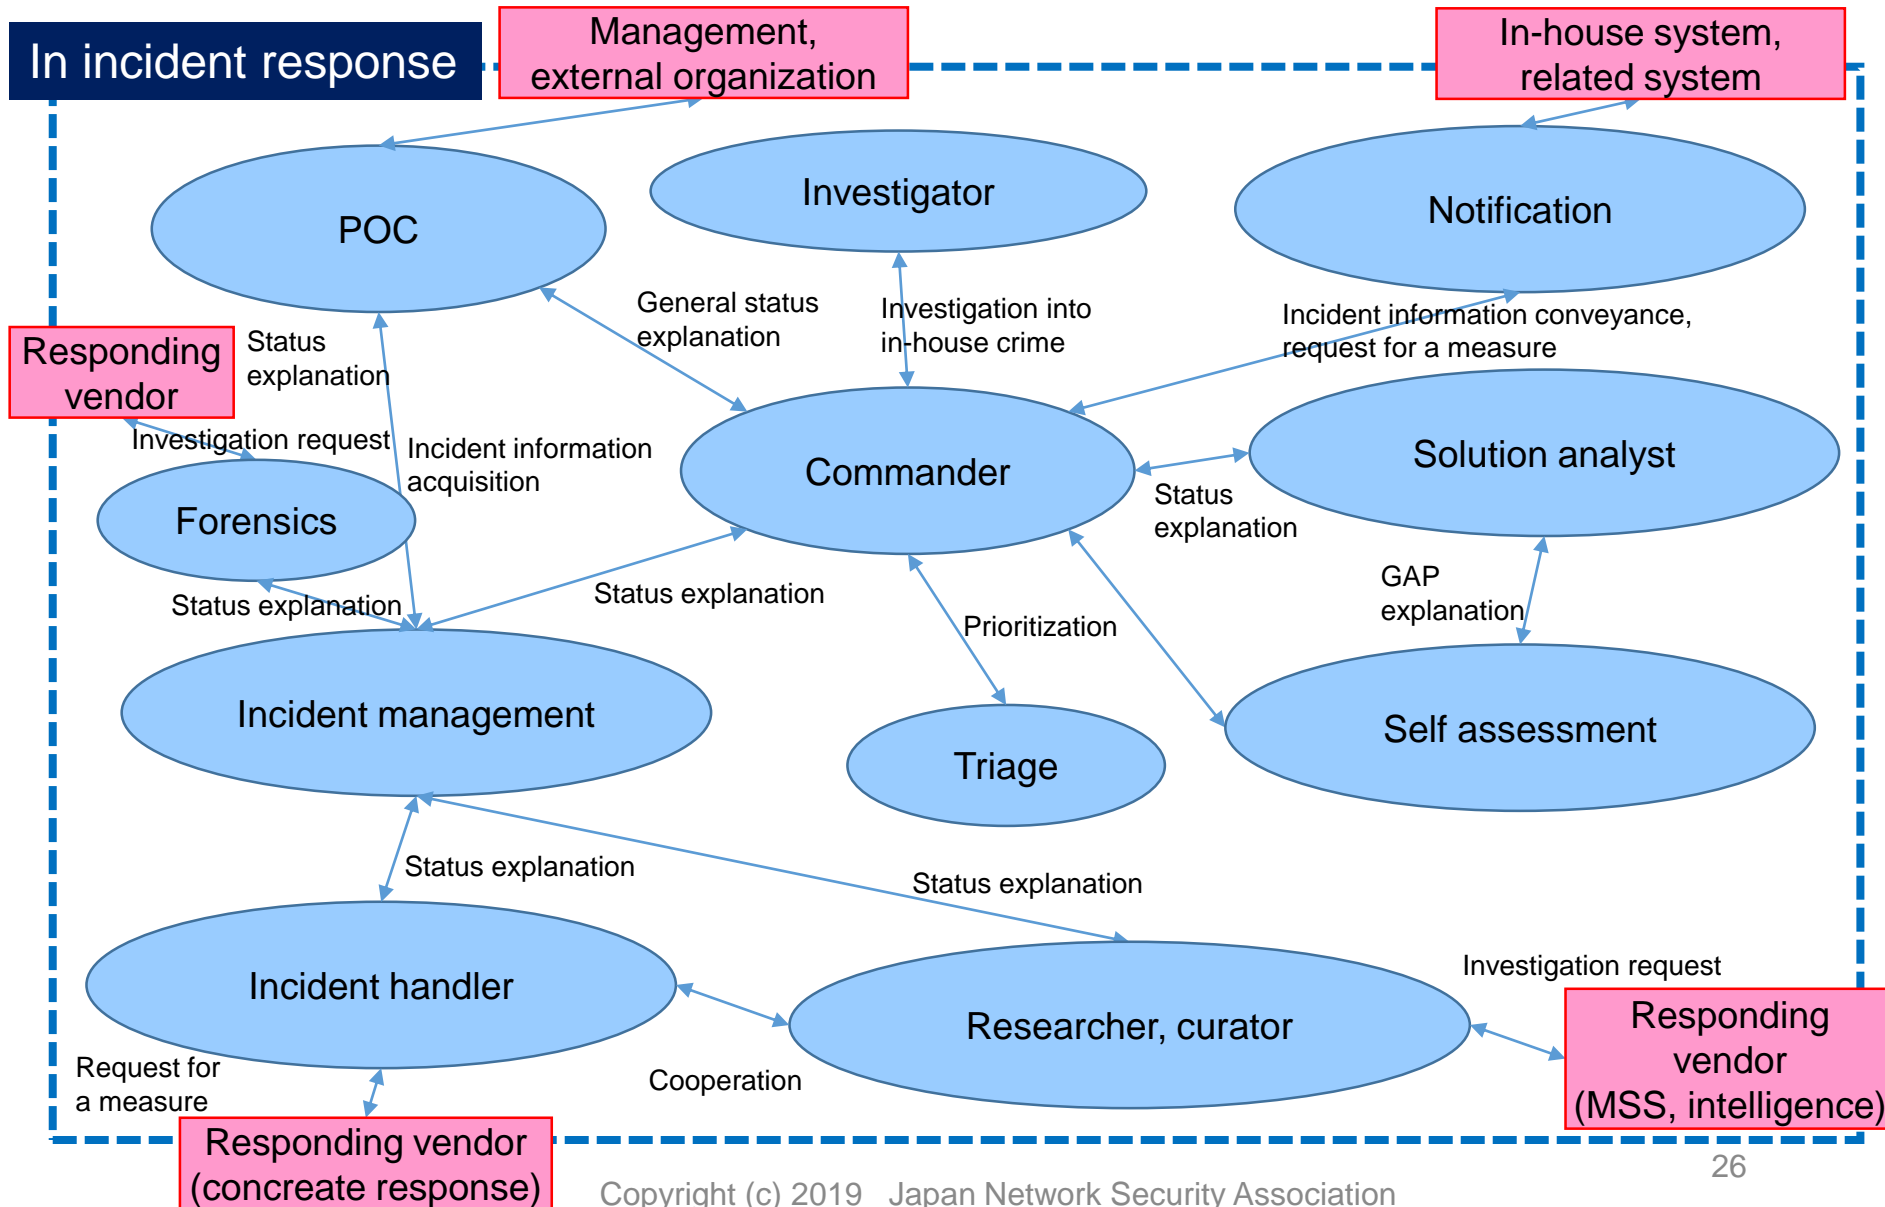 In incident response
Management,
external organization
In-house system,
related system
Investigator
Notification
POC
General status
explanation
Investigation into
in-house crime
Incident information conveyance,
request for a measure
Responding
vendor
Status
explanation
Investigation request
Incident information
acquisition
Commander
Solution analyst
Status
explanation
Forensics
Status explanation
Status explanation
GAP
explanation
Prioritization
Incident management
Triage
Self assessment
Status explanation
Status explanation
Incident handler
Researcher, curator
Investigation request
Responding
vendor
(MSS, intelligence)
Request for
a measure
Cooperation
Responding vendor
(concreate response)
Copyright (c) 2019 Japan Network Security Association
26